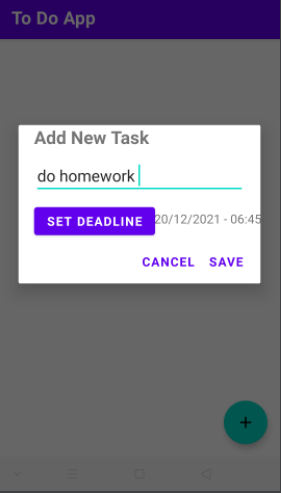 To Do App
Add New Task
do homework
SET DEADLINE 20/12/2021 - 06:45
CANCEL SAVE
+